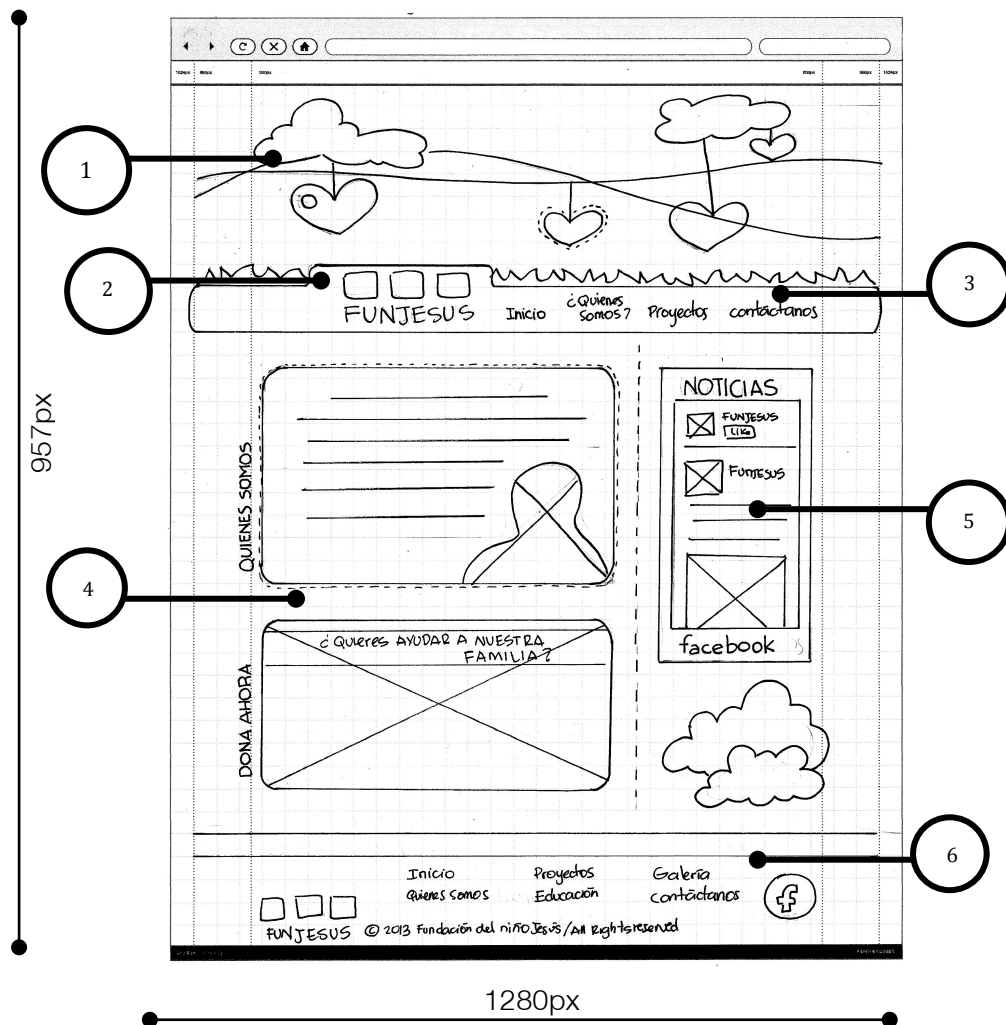 1
2
3
FUNJESUS
Inicio
¿Quienes
somos?
Proyectos
contáctanos
957px
QUIENES SOMOS
NOTICIAS
FUNJESUS
Like
FUNJESUS
5
4
¿QUIERES AYUDAR A NUESTRA
FAMILIA?
facebook
DONA AHORA
6
Inicio
Proyectos
Galería
Quienes somos
Educación
contáctanos
f
FUNJESUS © 2013 Fundación del niño Jesús/All Rights reserved
1280px